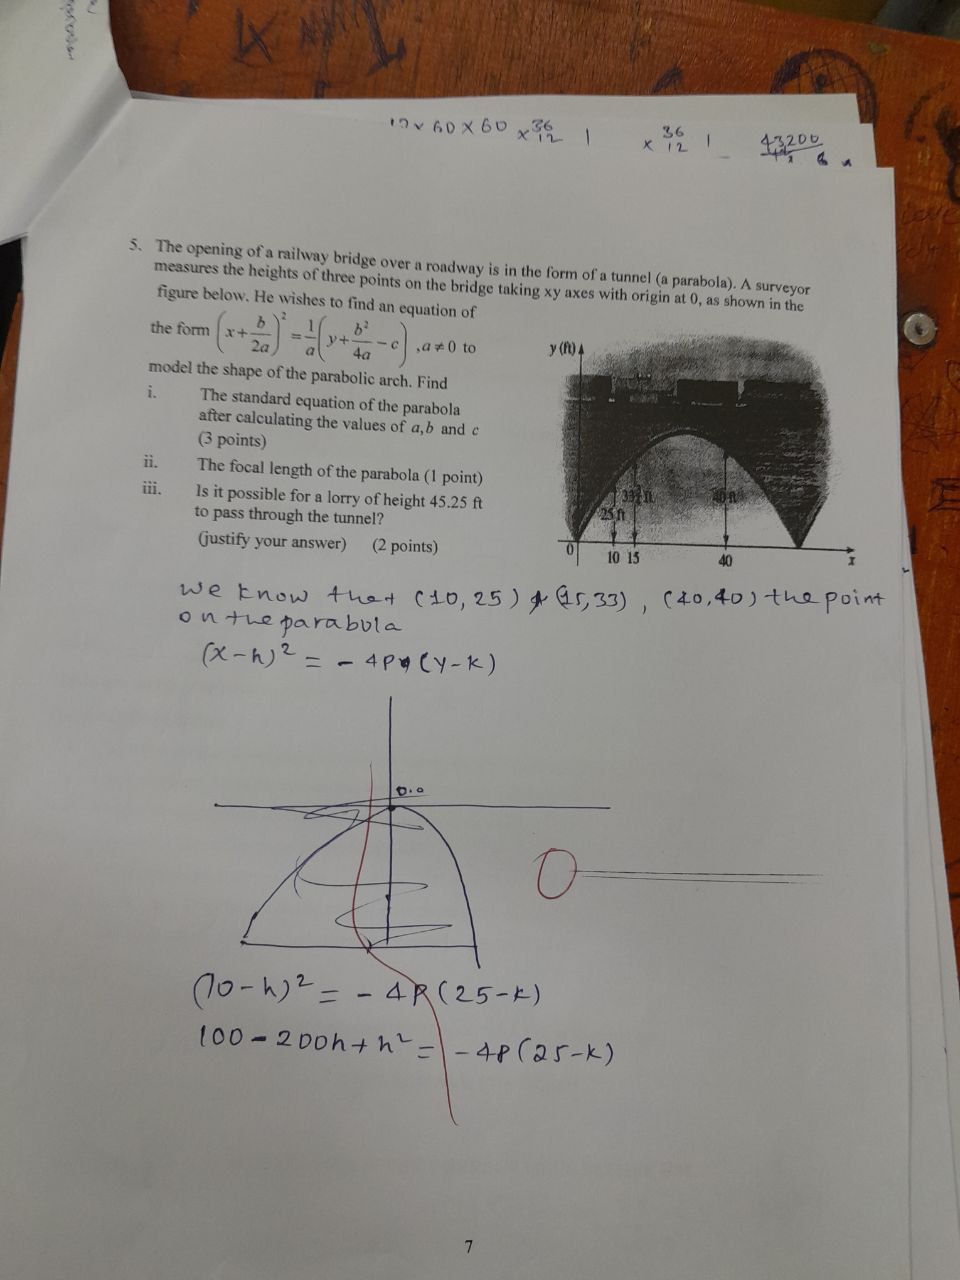 12 x 60 x 60 x 36 12 | x 36 12 | 43200
5. The opening of a railway bridge over a roadway is in the form of a tunnel (a parabola). A surveyor
measures the heights of three points on the bridge taking xy axes with origin at 0, as shown in the
figure below. He wishes to find an equation of
the form (x + b/2a)² = 1/a (y + b²/4a - c), a ≠ 0 to
model the shape of the parabolic arch. Find
i. The standard equation of the parabola
after calculating the values of a,b and c
(3 points)
ii. The focal length of the parabola (1 point)
iii. Is it possible for a lorry of height 45.25 ft
to pass through the tunnel?
(justify your answer) (2 points)
y (ft)
40 ft
25 ft
0 10 15 40 x
we know that (10, 25) (15,33), (40,40) the point
on the parabula
(x-h)² = - 4P (y-k)
0.0
0
(10-h)² = - 4P(25-k)
100 - 200h + h² = - 4P(25-k)
7